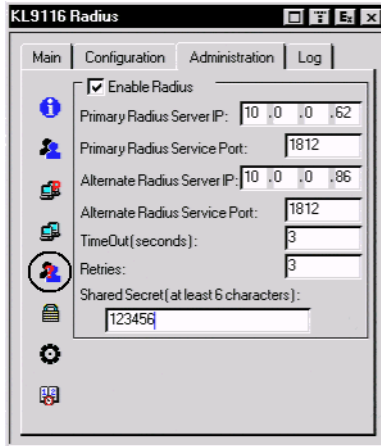 KL9116 Radius
Main Configuration Administration Log
Enable Radius
Primary Radius Server IP: 10 .0 .0 .62
Primary Radius Service Port: 1812
Alternate Radius Server IP: 10 .0 .0 .86
Alternate Radius Service Port: 1812
TimeOut(seconds): 3
Retries: 3
Shared Secret(at least 6 characters):
123456